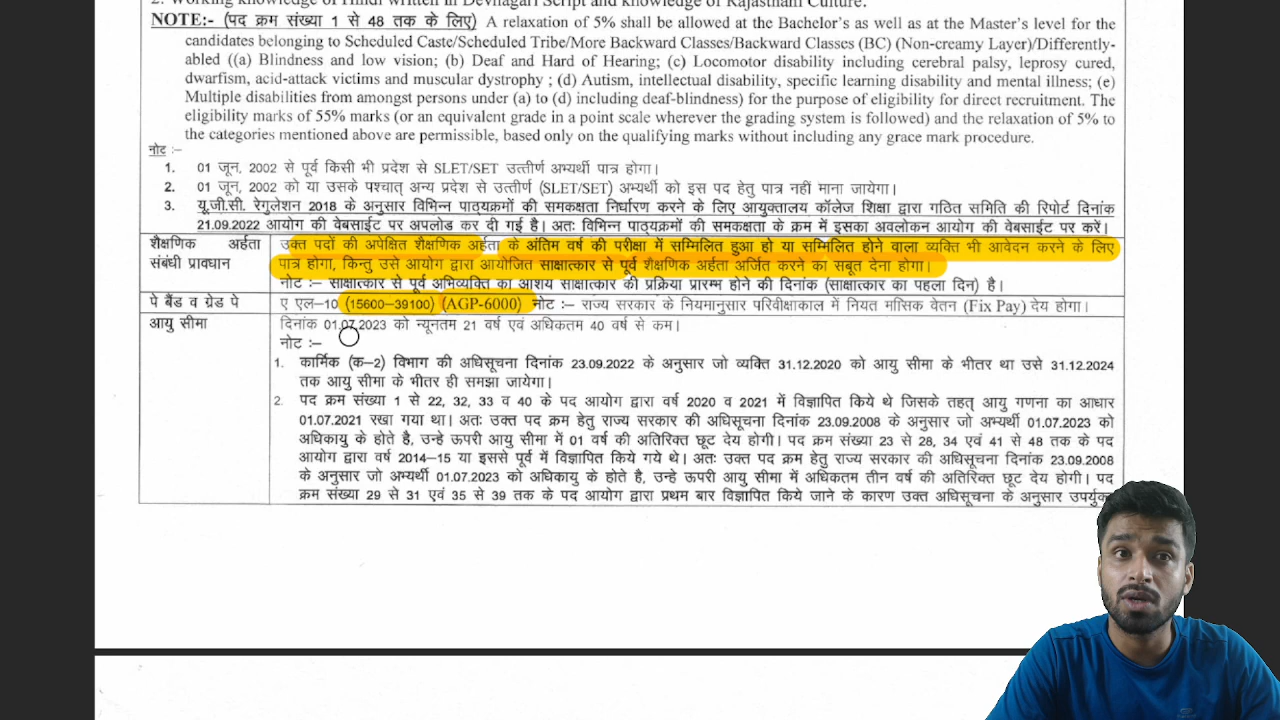 2. Working knowledge of Hindi written in Devnagari Script and knowledge of Rajasthani Culture.
NOTE:- (पद क्रम संख्या 1 से 48 तक के लिए) A relaxation of 5% shall be allowed at the Bachelor's as well as at the Master's level for the
candidates belonging to Scheduled Caste/Scheduled Tribe/More Backward Classes/Backward Classes (BC) (Non-creamy Layer)/Differently-
abled ((a) Blindness and low vision; (b) Deaf and Hard of Hearing; (c) Locomotor disability including cerebral palsy, leprosy cured,
dwarfism, acid-attack victims and muscular dystrophy ; (d) Autism, intellectual disability, specific learning disability and mental illness; (e)
Multiple disabilities from amongst persons under (a) to (d) including deaf-blindness) for the purpose of eligibility for direct recruitment. The
eligibility marks of 55% marks (or an equivalent grade in a point scale wherever the grading system is followed) and the relaxation of 5% to
the categories mentioned above are permissible, based only on the qualifying marks without including any grace mark procedure.
नोट :–
1. 01 जून, 2002 से पूर्व किसी भी प्रदेश से SLET/SET उत्तीर्ण अभ्यर्थी पात्र होगा।
2. 01 जून, 2002 को या उसके पश्चात् अन्य प्रदेश से उत्तीर्ण (SLET/SET) अभ्यर्थी को इस पद हेतु पात्र नहीं माना जायेगा।
3. यू.जी.सी. रेगुलेशन 2018 के अनुसार विभिन्न पाठ्यक्रमों की समकक्षता निर्धारण करने के लिए आयुक्तालय कॉलेज शिक्षा द्वारा गठित समिति की रिपोर्ट दिनांक
21.09.2022 आयोग की वेबसाईट पर अपलोड कर दी गई है। अतः विभिन्न पाठ्यक्रमों की समकक्षता के क्रम में इसका अवलोकन आयोग की वेबसाईट पर करें।
शैक्षणिक अर्हता उक्त पदों की अपेक्षित शैक्षणिक अर्हता के अंतिम वर्ष की परीक्षा में सम्मिलित हुआ हो या सम्मिलित होने वाला व्यक्ति भी आवेदन करने के लिए
संबंधी प्रावधान पात्र होगा, किन्तु उसे आयोग द्वारा आयोजित साक्षात्कार से पूर्व शैक्षणिक अर्हता अर्जित करने का सबूत देना होगा।
नोट :– साक्षात्कार से पूर्व अभिव्यक्ति का आशय साक्षात्कार की प्रक्रिया प्रारम्भ होने की दिनांक (साक्षात्कार का पहला दिन) है।
पे बैंड व ग्रेड पे ए एल–10 (15600–39100) (AGP-6000) नोट :– राज्य सरकार के नियमानुसार परिवीक्षाकाल में नियत मासिक वेतन (Fix Pay) देय होगा।
आयु सीमा दिनांक 01.07.2023 को न्यूनतम 21 वर्ष एवं अधिकतम 40 वर्ष से कम।
नोट :–
1. कार्मिक (क–2) विभाग की अधिसूचना दिनांक 23.09.2022 के अनुसार जो व्यक्ति 31.12.2020 को आयु सीमा के भीतर था उसे 31.12.2024
तक आयु सीमा के भीतर ही समझा जायेगा।
2. पद क्रम संख्या 1 से 22, 32, 33 व 40 के पद आयोग द्वारा वर्ष 2020 व 2021 में विज्ञापित किये थे जिसके तहत् आयु गणना का आधार
01.07.2021 रखा गया था। अतः उक्त पद क्रम हेतु राज्य सरकार की अधिसूचना दिनांक 23.09.2008 के अनुसार जो अभ्यर्थी 01.07.2023 को
अधिकायु के होते है, उन्हे ऊपरी आयु सीमा में 01 वर्ष की अतिरिक्त छूट देय होगी। पद क्रम संख्या 23 से 28, 34 एवं 41 से 48 तक के पद
आयोग द्वारा वर्ष 2014–15 या इससे पूर्व में विज्ञापित किये गये थे। अतः उक्त पद क्रम हेतु राज्य सरकार की अधिसूचना दिनांक 23.09.2008
के अनुसार जो अभ्यर्थी 01.07.2023 को अधिकायु के होते है, उन्हे ऊपरी आयु सीमा में अधिकतम तीन वर्ष की अतिरिक्त छूट देय होगी। पद
क्रम संख्या 29 से 31 एवं 35 से 39 तक के पद आयोग द्वारा प्रथम बार विज्ञापित किये जाने के कारण उक्त अधिसूचना के अनुसार उपर्युक्त